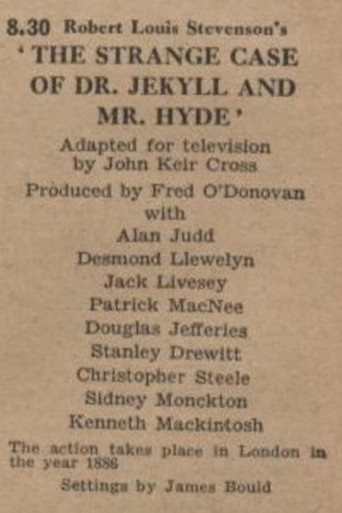 8.30 Robert Louis Stevenson's
'THE STRANGE CASE
OF DR. JEKYLL AND
MR. HYDE'
Adapted for television
by John Keir Cross
Produced by Fred O'Donovan
with
Alan Judd
Desmond Llewelyn
Jack Livesey
Patrick MacNee
Douglas Jefferies
Stanley Drewitt
Christopher Steele
Sidney Monckton
Kenneth Mackintosh
The action takes place in London in
the year 1886
Settings by James Bould